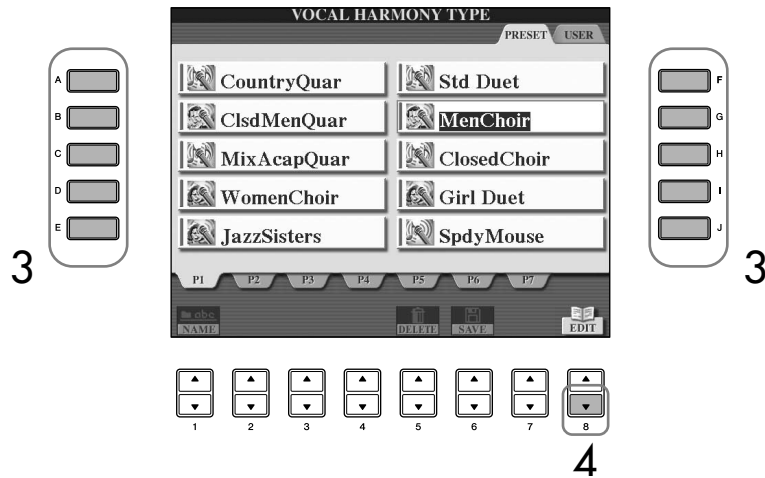 VOCAL HARMONY TYPE
PRESET USER
A CountryQuar Std Duet F
B ClsdMenQuar MenChoir G
C MixAcapQuar ClosedChoir H
D WomenChoir Girl Duet I
E JazzSisters SpdyMouse J
3 3
P1 P2 P3 P4 P5 P6 P7
abc
NAME DELETE SAVE EDIT
1 2 3 4 5 6 7 8
4